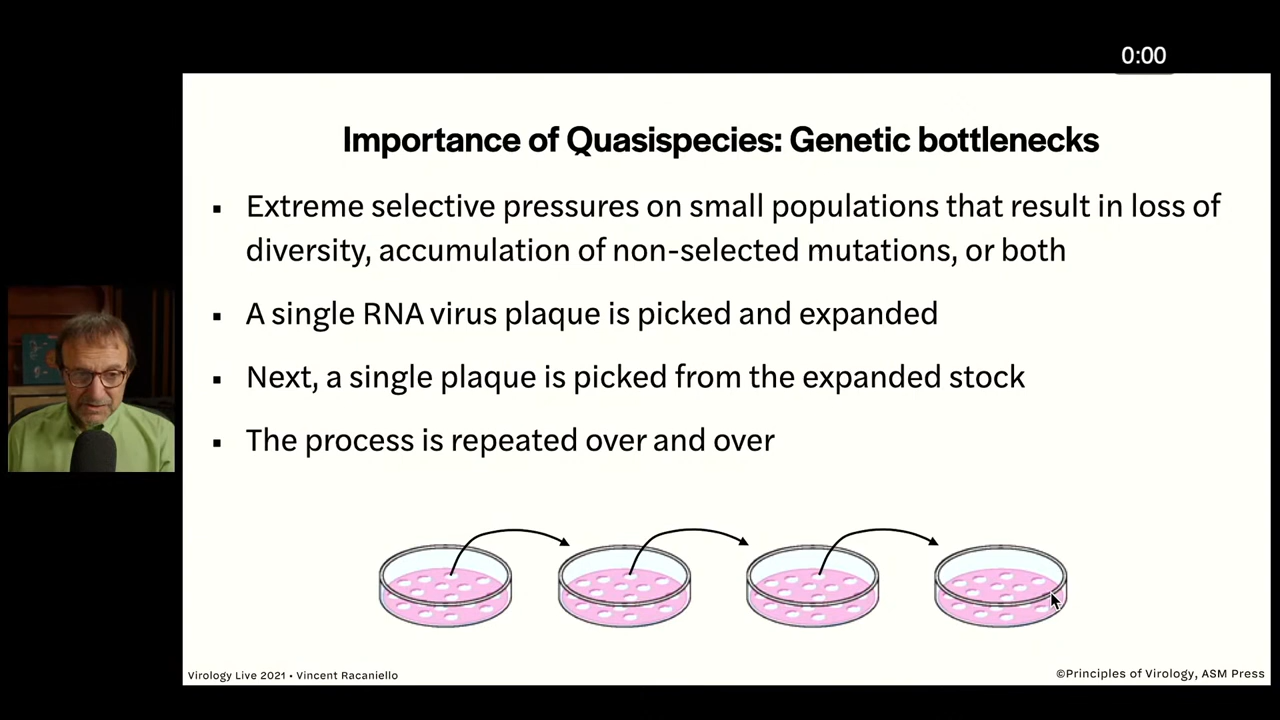 0:00
Importance of Quasispecies: Genetic bottlenecks
▪ Extreme selective pressures on small populations that result in loss of
diversity, accumulation of non-selected mutations, or both
▪ A single RNA virus plaque is picked and expanded
▪ Next, a single plaque is picked from the expanded stock
▪ The process is repeated over and over
Virology Live 2021 • Vincent Racaniello
©Principles of Virology, ASM Press